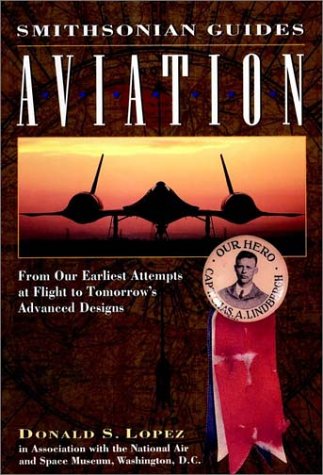 SMITHSONIAN GUIDES
AVIATION
From Our Earliest Attempts
at Flight to Tomorrow's
Advanced Designs
OUR HERO
CAP. CHAS. A. LINDBERGH
DONALD S. LOPEZ
in Association with the National Air
and Space Museum, Washington, D.C.